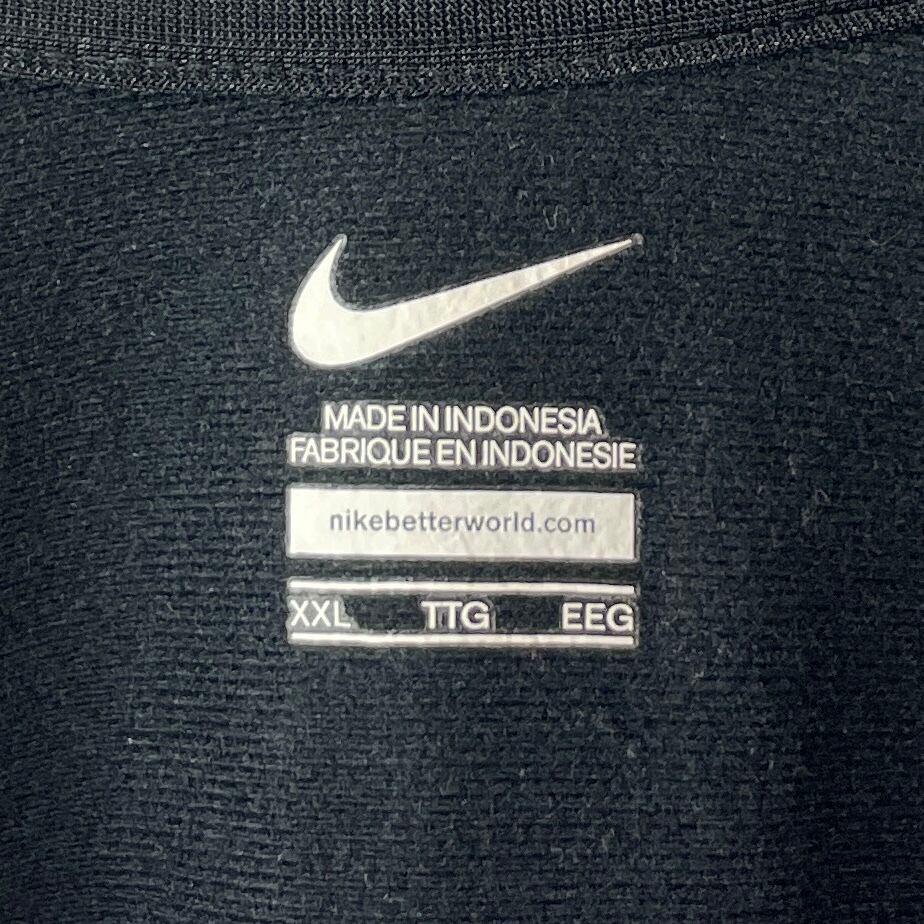 MADE IN INDONESIA
FABRIQUE EN INDONESIE
nikebetterworld.com
XXL TTG EEG